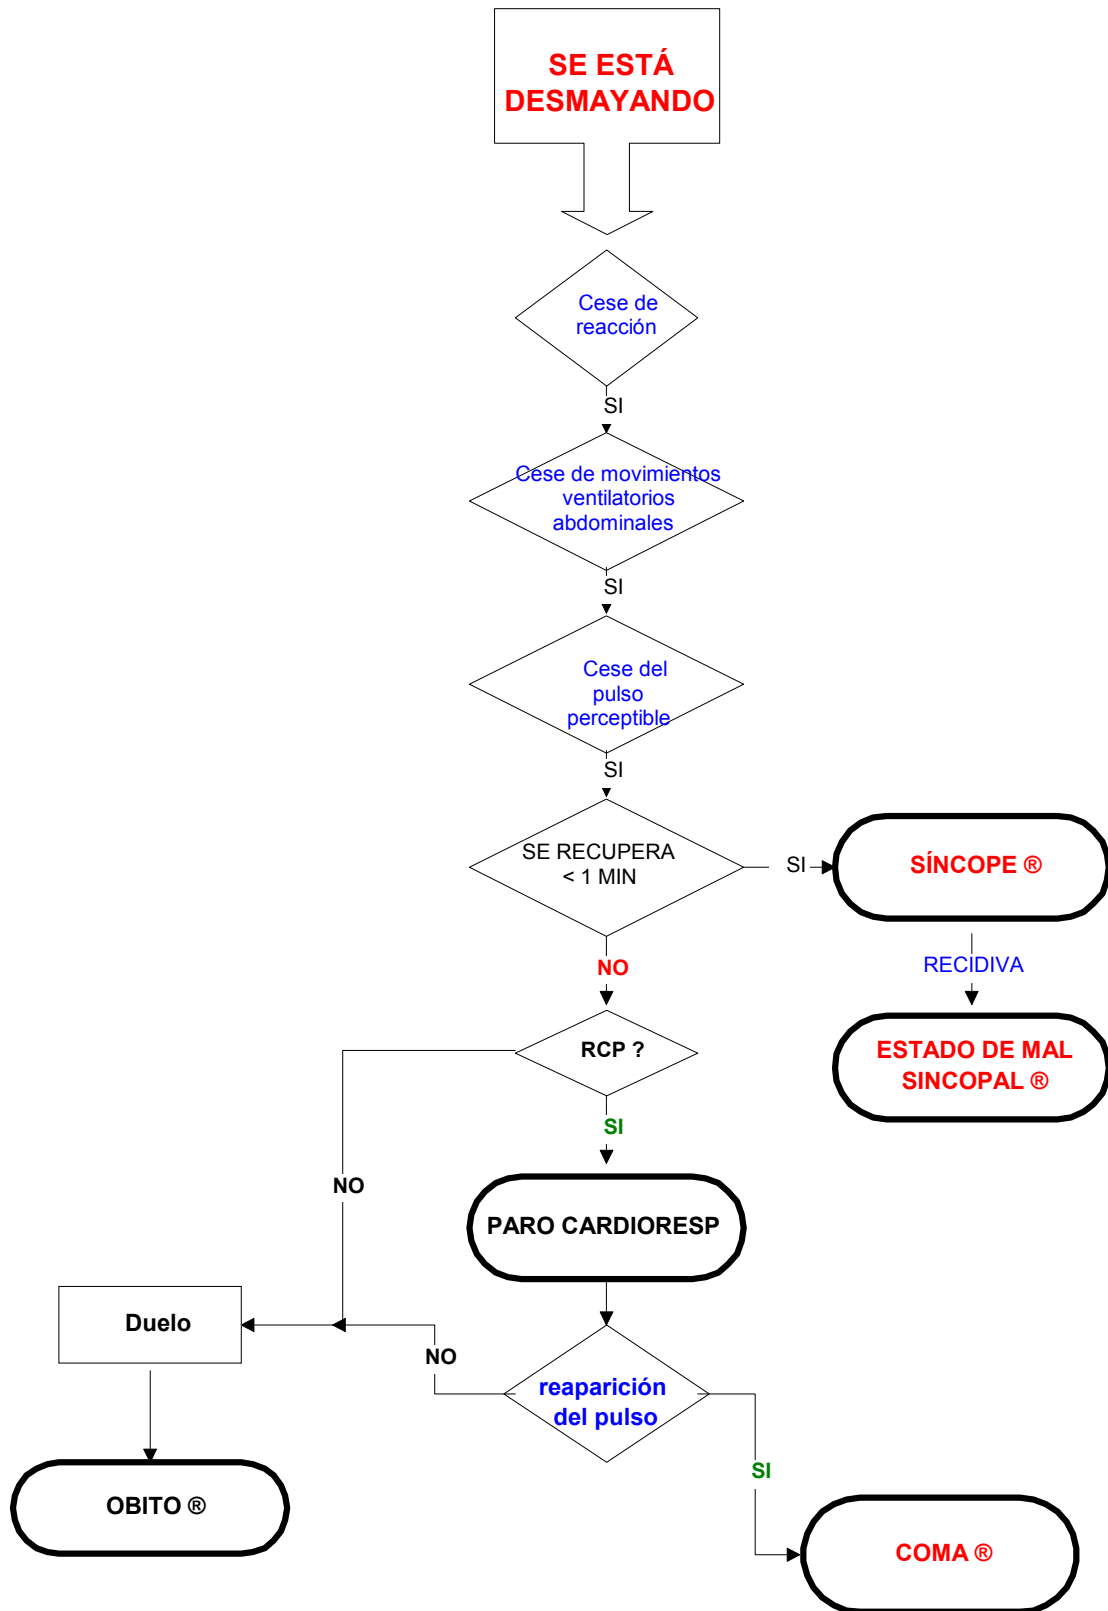 SE ESTÁ
DESMAYANDO
Cese de
reacción
SI
Cese de movimientos
ventilatorios
abdominales
SI
Cese del
pulso
perceptible
SI
SE RECUPERA
< 1 MIN
SI
SÍNCOPE ®
NO
RECIDIVA
RCP ?
ESTADO DE MAL
SINCOPAL ®
SI
NO
PARO CARDIORESP
Duelo
NO
reaparición
del pulso
SI
OBITO ®
COMA ®